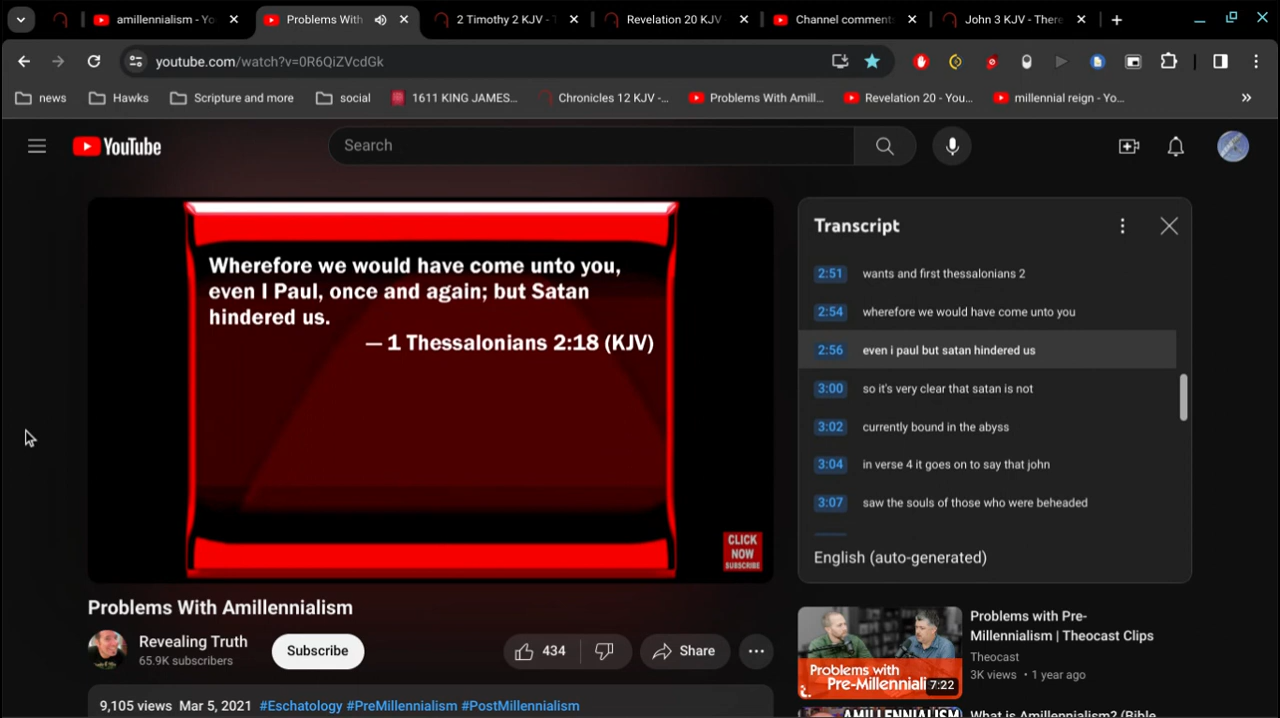 amillennialism - Yo
Problems With
2 Timothy 2 KJV - T
Revelation 20 KJV
Channel comment
John 3 KJV - There
youtube.com/watch?v=0R6QiZVcdGk
news
Hawks
Scripture and more
social
1611 KING JAMES...
Chronicles 12 KJV -...
Problems With Amill...
Revelation 20 - You...
millennial reign - Yo...
YouTube
Search
Wherefore we would have come unto you,
even I Paul, once and again; but Satan
hindered us.
— 1 Thessalonians 2:18 (KJV)
CLICK
NOW
SUBSCRIBE
Transcript
2:51 wants and first thessalonians 2
2:54 wherefore we would have come unto you
2:56 even i paul but satan hindered us
3:00 so it's very clear that satan is not
3:02 currently bound in the abyss
3:04 in verse 4 it goes on to say that john
3:07 saw the souls of those who were beheaded
English (auto-generated)
Problems With Amillennialism
Revealing Truth
65.9K subscribers
Subscribe
434
Share
9,105 views Mar 5, 2021 #Eschatology #PreMillennialism #PostMillennialism
Problems with
Pre-Millenniali
7:22
Problems with Pre-
Millennialism | Theocast Clips
Theocast
3K views • 1 year ago
AMILLENNIALISM
What is Amillennialism? (Bible